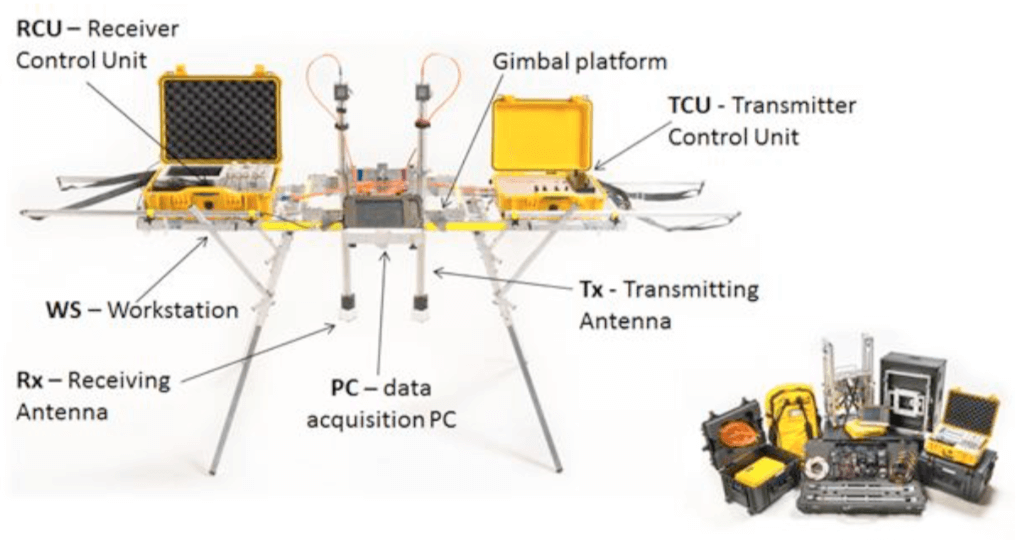 RCU – Receiver
Control Unit
Gimbal platform
TCU - Transmitter
Control Unit
WS – Workstation
Tx - Transmitting
Antenna
Rx – Receiving
Antenna
PC – data
acquisition PC